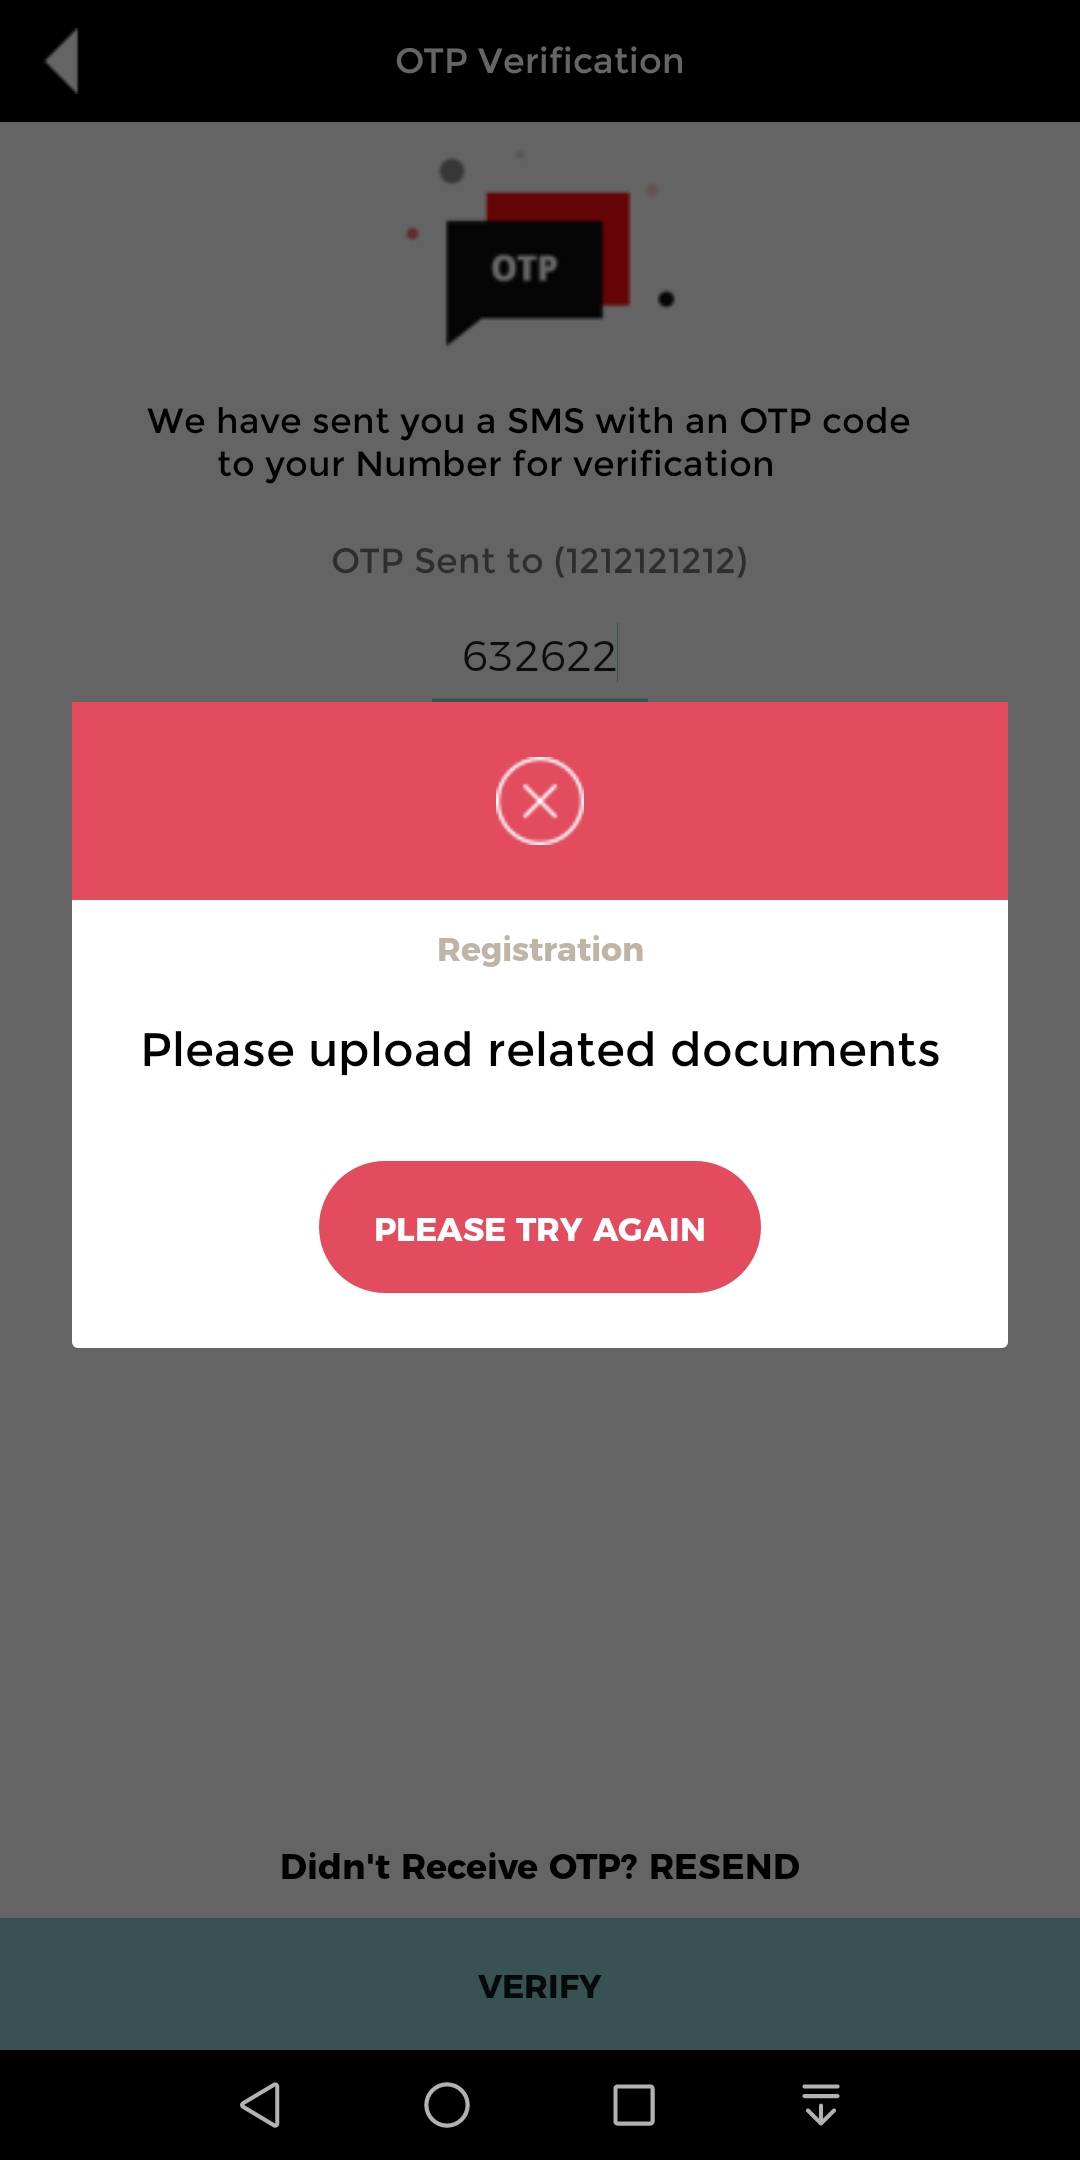 OTP Verification
OTP
We have sent you a SMS with an OTP code
to your Number for verification
OTP Sent to (1212121212)
632622
Registration
Please upload related documents
PLEASE TRY AGAIN
Didn't Receive OTP? RESEND
VERIFY